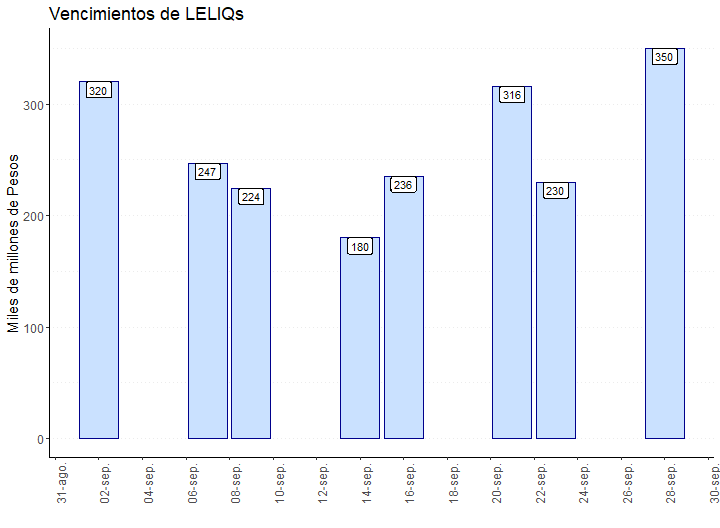 Vencimientos de LELIQs
Miles de millones de Pesos
300
200
100
0
320
247
224
180
236
316
230
350
31-ago.
02-sep.
04-sep.
06-sep.
08-sep.
10-sep.
12-sep.
14-sep.
16-sep.
18-sep.
20-sep.
22-sep.
24-sep.
26-sep.
28-sep.
30-sep.